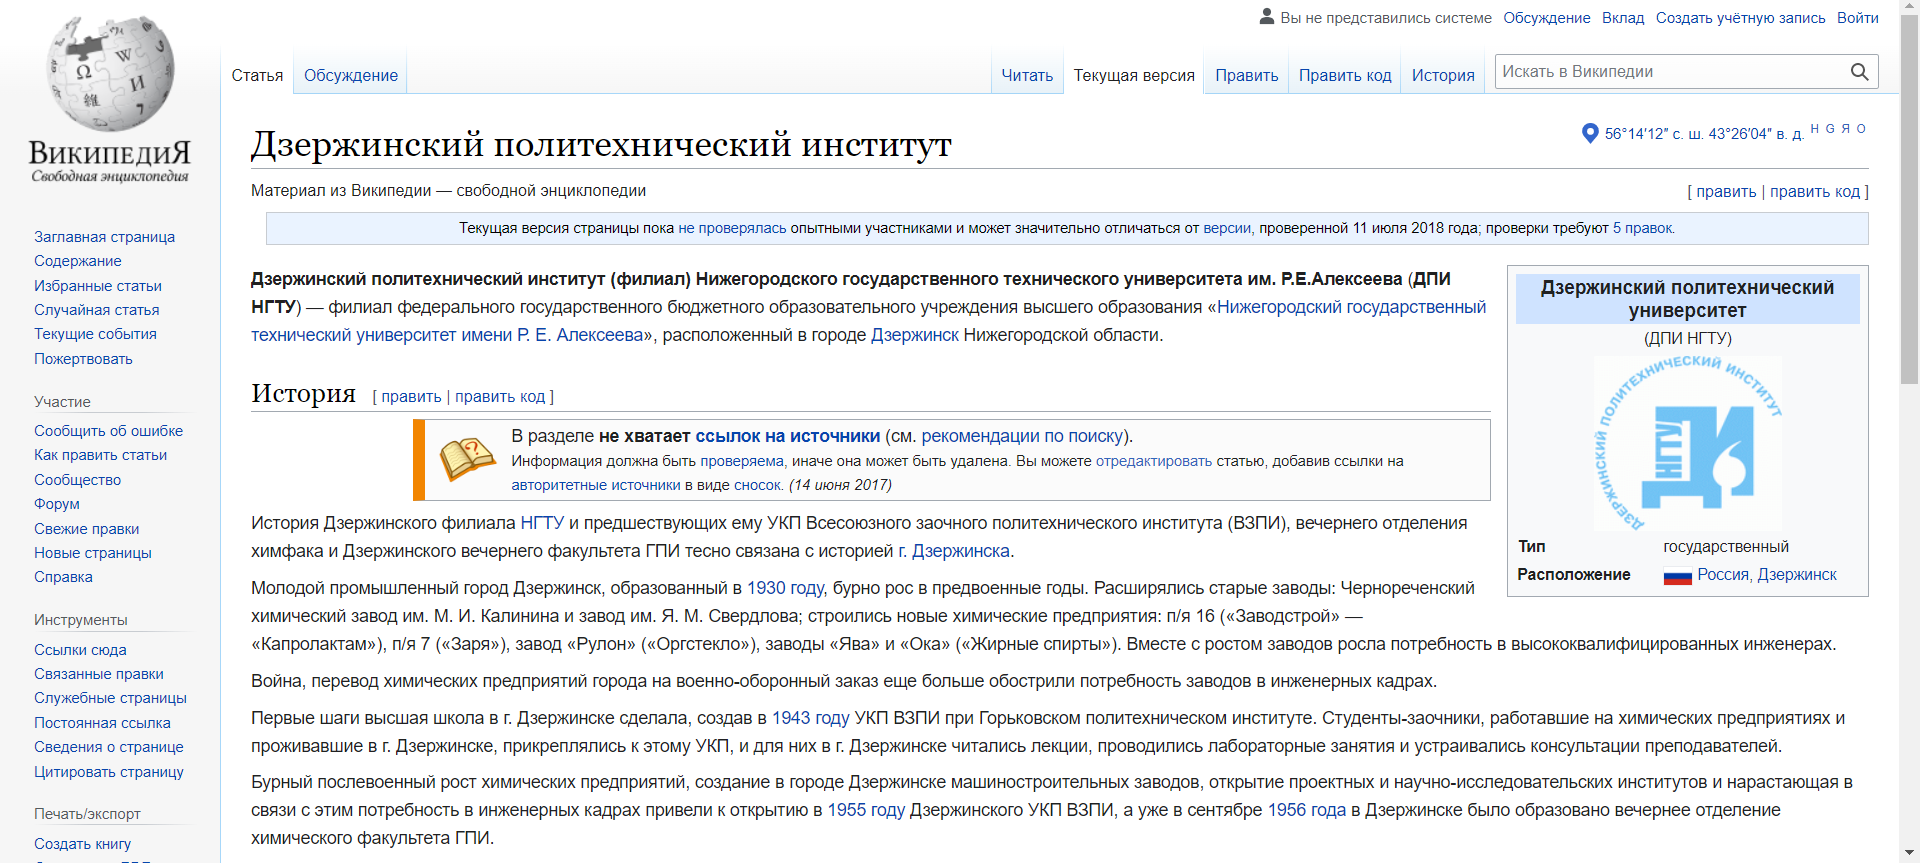 Вы не представились системе Обсуждение Вклад Создать учётную запись Войти
Статья Обсуждение Читать Текущая версия Править Править код История Искать в Википедии
ВикипедиЯ
Свободная энциклопедия
Заглавная страница
Содержание
Избранные статьи
Случайная статья
Текущие события
Пожертвовать
Участие
Сообщить об ошибке
Как править статьи
Сообщество
Форум
Свежие правки
Новые страницы
Справка
Инструменты
Ссылки сюда
Связанные правки
Служебные страницы
Постоянная ссылка
Сведения о странице
Цитировать страницу
Печать/экспорт
Создать книгу
Дзержинский политехнический институт
56°14′12″ с. ш. 43°26′04″ в. д. H G Я O
Материал из Википедии — свободной энциклопедии
[ править | править код ]
Текущая версия страницы пока не проверялась опытными участниками и может значительно отличаться от версии, проверенной 11 июля 2018 года; проверки требуют 5 правок.
Дзержинский политехнический институт (филиал) Нижегородского государственного технического университета им. Р.Е.Алексеева (ДПИ
НГТУ) — филиал федерального государственного бюджетного образовательного учреждения высшего образования «Нижегородский государственный
технический университет имени Р. Е. Алексеева», расположенный в городе Дзержинск Нижегородской области.
Дзержинский политехнический
университет
(ДПИ НГТУ)
ДЗЕРЖИНСКИЙ ПОЛИТЕХНИЧЕСКИЙ ИНСТИТУТ
НГТУ
ДПИ
Тип государственный
Расположение Россия, Дзержинск
История [ править | править код ]
В разделе не хватает ссылок на источники (см. рекомендации по поиску).
Информация должна быть проверяема, иначе она может быть удалена. Вы можете отредактировать статью, добавив ссылки на
авторитетные источники в виде сносок. (14 июня 2017)
История Дзержинского филиала НГТУ и предшествующих ему УКП Всесоюзного заочного политехнического института (ВЗПИ), вечернего отделения
химфака и Дзержинского вечернего факультета ГПИ тесно связана с историей г. Дзержинска.
Молодой промышленный город Дзержинск, образованный в 1930 году, бурно рос в предвоенные годы. Расширялись старые заводы: Чернореченский
химический завод им. М. И. Калинина и завод им. Я. М. Свердлова; строились новые химические предприятия: п/я 16 («Заводстрой» —
«Капролактам»), п/я 7 («Заря»), завод «Рулон» («Оргстекло»), заводы «Ява» и «Ока» («Жирные спирты»). Вместе с ростом заводов росла потребность в высококвалифицированных инженерах.
Война, перевод химических предприятий города на военно-оборонный заказ еще больше обострили потребность заводов в инженерных кадрах.
Первые шаги высшая школа в г. Дзержинске сделала, создав в 1943 году УКП ВЗПИ при Горьковском политехническом институте. Студенты-заочники, работавшие на химических предприятиях и
проживавшие в г. Дзержинске, прикреплялись к этому УКП, и для них в г. Дзержинске читались лекции, проводились лабораторные занятия и устраивались консультации преподавателей.
Бурный послевоенный рост химических предприятий, создание в городе Дзержинске машиностроительных заводов, открытие проектных и научно-исследовательских институтов и нарастающая в
связи с этим потребность в инженерных кадрах привели к открытию в 1955 году Дзержинского УКП ВЗПИ, а уже в сентябре 1956 года в Дзержинске было образовано вечернее отделение
химического факультета ГПИ.